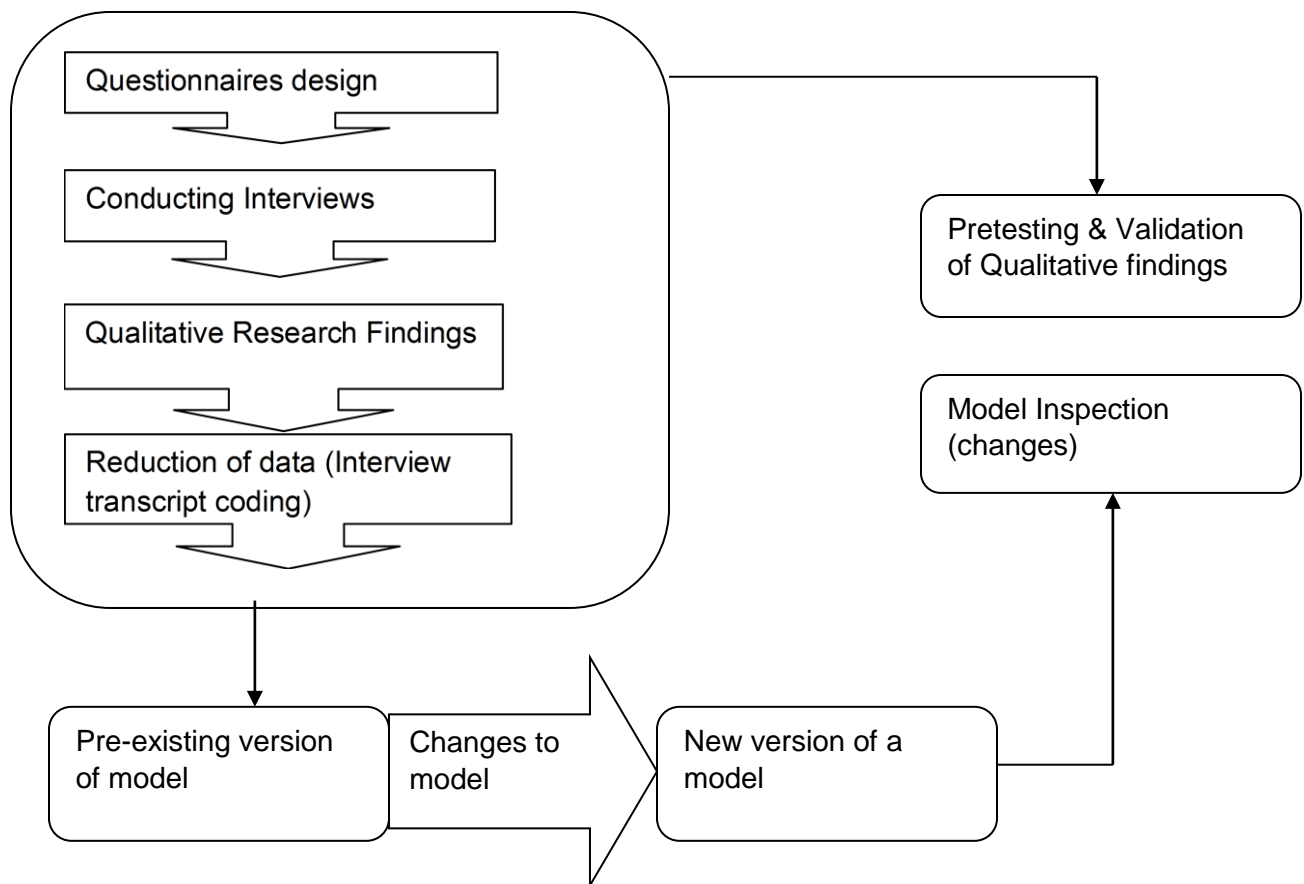 Questionnaires design
Conducting Interviews
Qualitative Research Findings
Reduction of data (Interview
transcript coding)
Pretesting & Validation
of Qualitative findings
Model Inspection
(changes)
Pre-existing version
of model
Changes to
model
New version of a
model